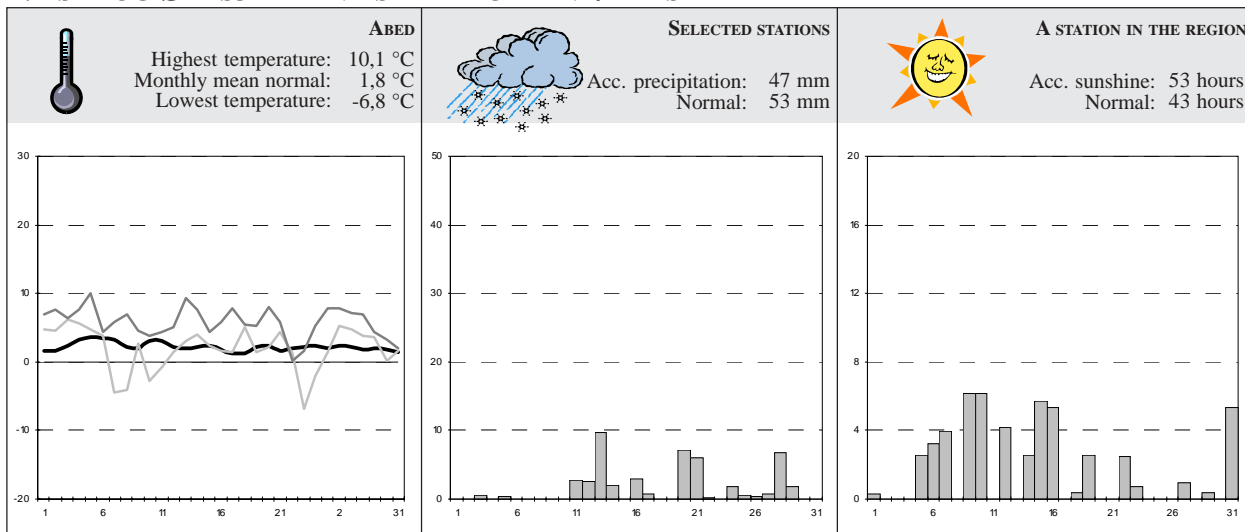 ABED
Highest temperature: 10,1 °C
Monthly mean normal: 1,8 °C
Lowest temperature: -6,8 °C
SELECTED STATIONS
Acc. precipitation: 47 mm
Normal: 53 mm
A STATION IN THE REGION
Acc. sunshine: 53 hours
Normal: 43 hours
30
20
10
0
-10
-20
1 6 11 16 21 2 31
50
40
30
20
10
0
1 6 11 16 21 26 31
20
16
12
8
4
0
1 6 11 16 21 26 31